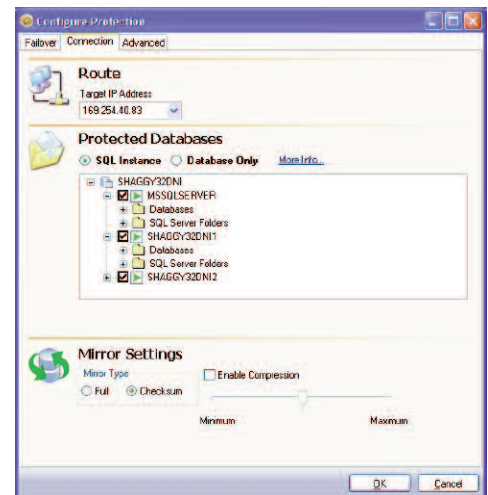 Configure Protection
Failover Connection Advanced
Route
Target IP Address
169.254.40.83
Protected Databases
SQL Instance Database Only More Info...
SHAGGY32DNI
MSSQLSERVER
Databases
SQL Server Folders
SHAGGY32DNI1
Databases
SQL Server Folders
SHAGGY32DNI2
Mirror Settings
Mirror Type
Enable Compression
Full Checksum
Minimum Maximum
OK Cancel